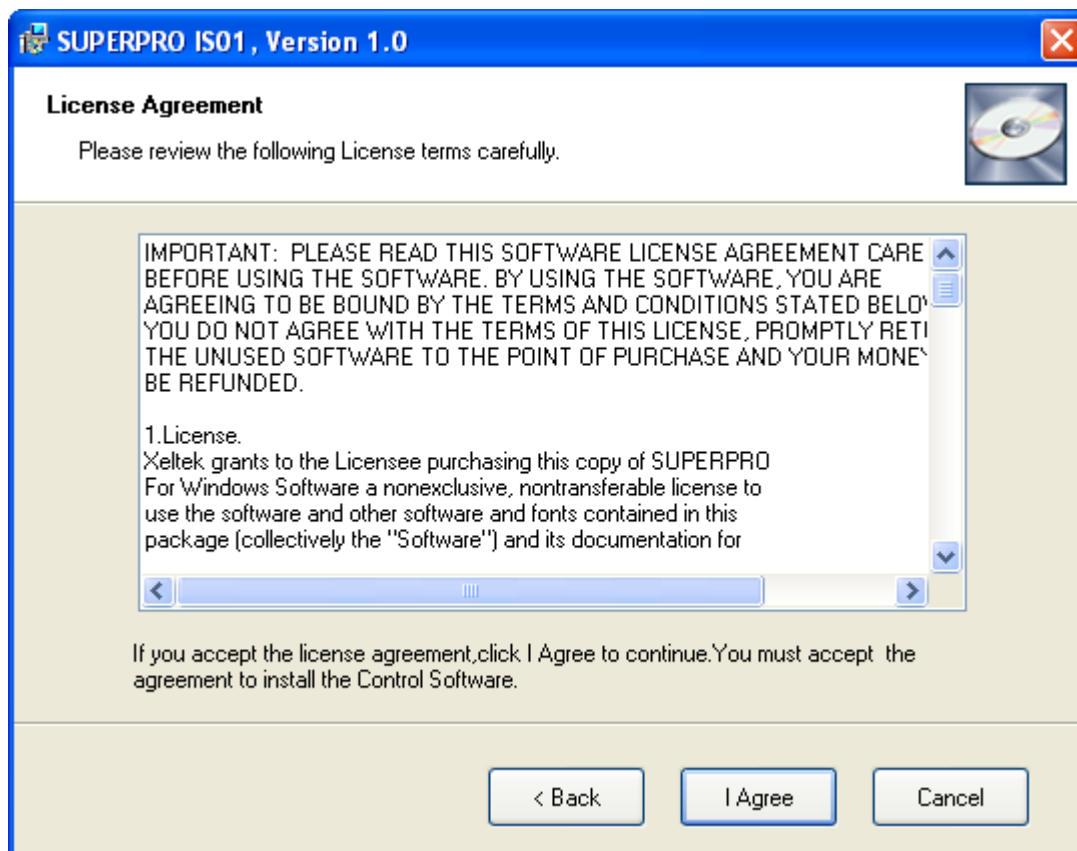 SUPERPRO IS01, Version 1.0
License Agreement
Please review the following License terms carefully.
IMPORTANT:  PLEASE READ THIS SOFTWARE LICENSE AGREEMENT CARE
BEFORE USING THE SOFTWARE. BY USING THE SOFTWARE, YOU ARE
AGREEING TO BE BOUND BY THE TERMS AND CONDITIONS STATED BELO
YOU DO NOT AGREE WITH THE TERMS OF THIS LICENSE, PROMPTLY RET
THE UNUSED SOFTWARE TO THE POINT OF PURCHASE AND YOUR MONEY
BE REFUNDED.
1.License.
Xeltek grants to the Licensee purchasing this copy of SUPERPRO
For Windows Software a nonexclusive, nontransferable license to
use the software and other software and fonts contained in this
package (collectively the "Software") and its documentation for
If you accept the license agreement,click I Agree to continue.You must accept  the
agreement to install the Control Software.
< Back
I Agree
Cancel